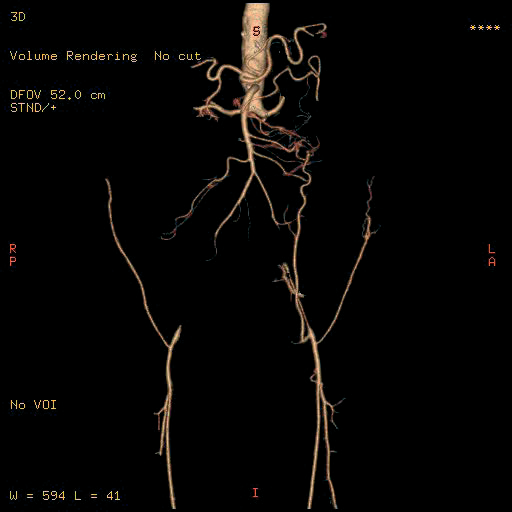 3D
S
****
Volume Rendering  No cut
DFOV 52.0 cm
STND/+
R
P
L
A
No VOI
W = 594 L = 41
I